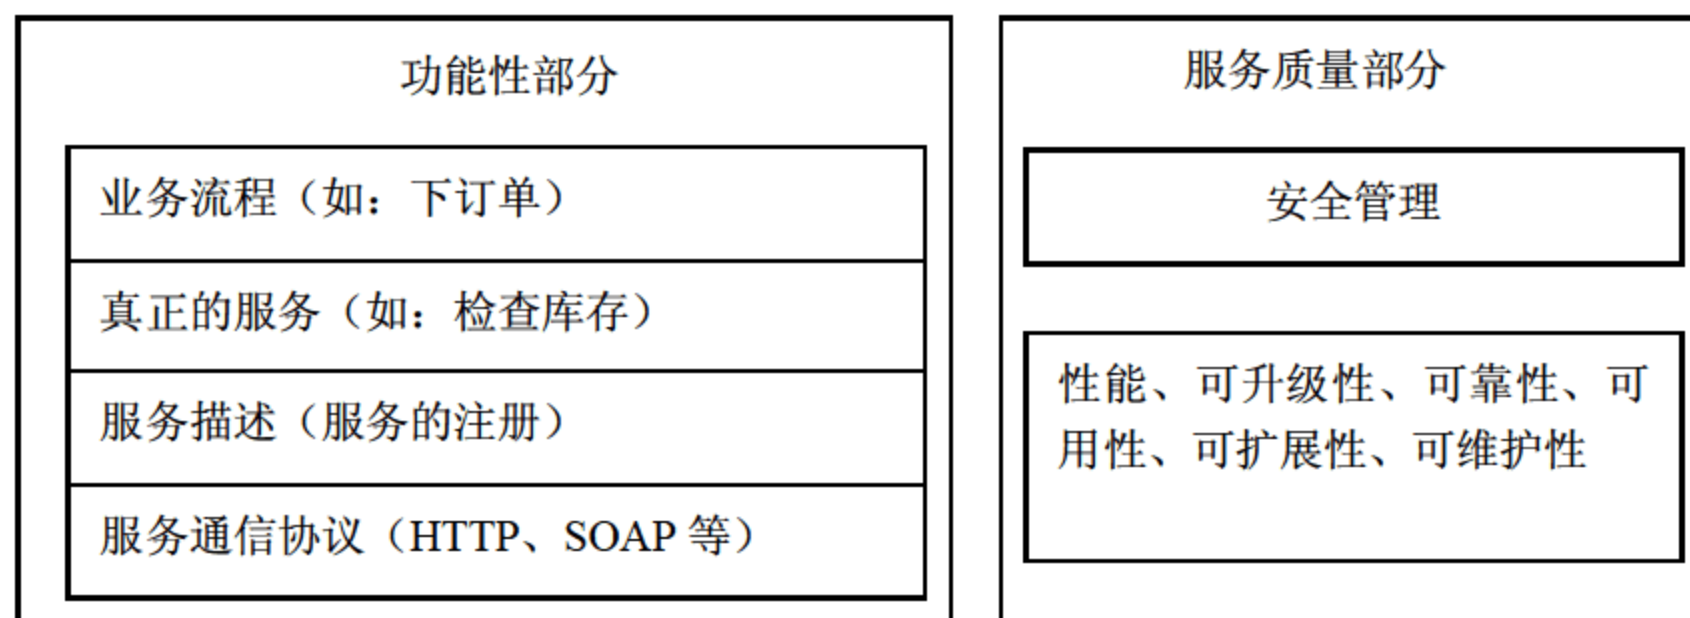 功能性部分
业务流程（如：下订单）
真正的服务（如：检查库存）
服务描述（服务的注册）
服务通信协议（HTTP、SOAP 等）
服务质量部分
安全管理
性能、可升级性、可靠性、可
用性、可扩展性、可维护性